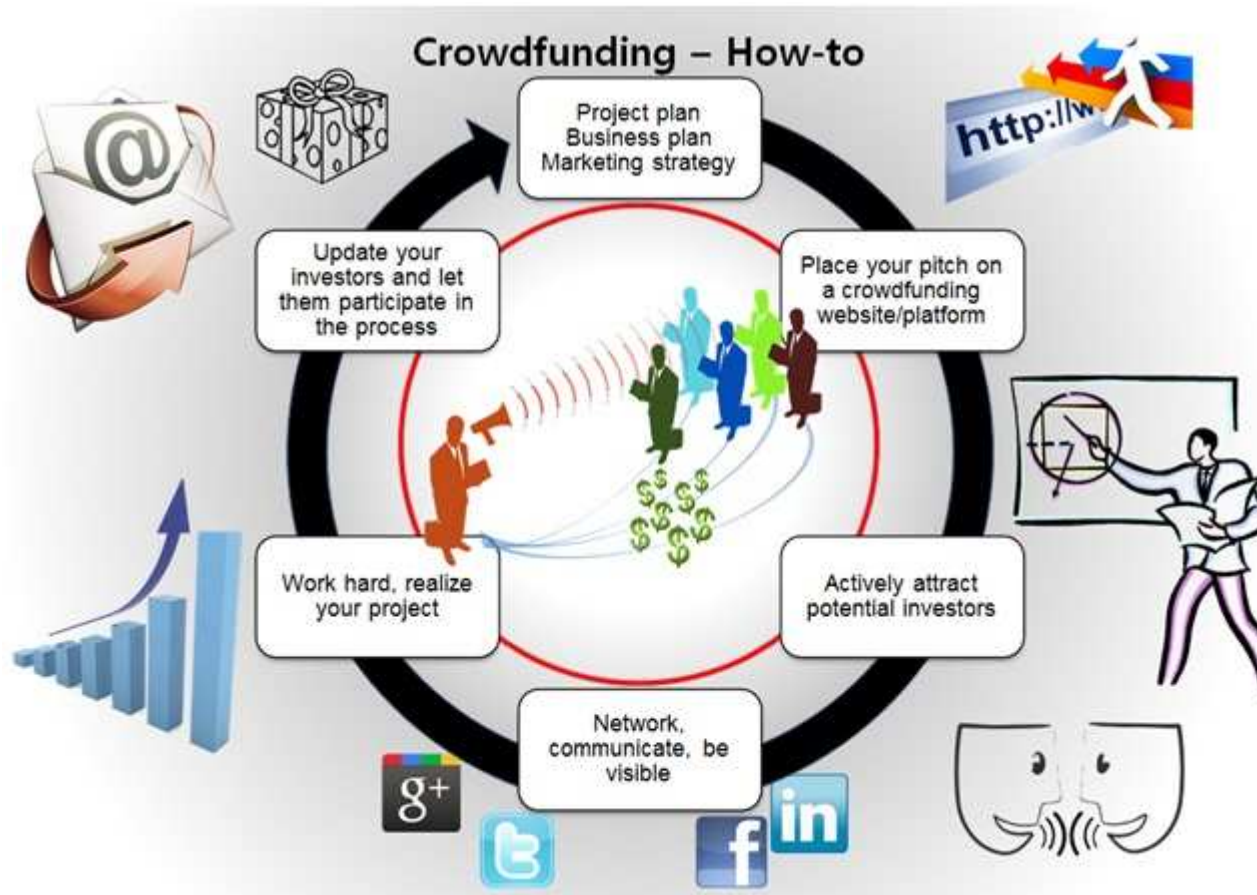 Crowdfunding – How-to
Project plan
Business plan
Marketing strategy
http://w
Place your pitch on
a crowdfunding
website/platform
Actively attract
potential investors
Network,
communicate, be
visible
Work hard, realize
your project
Update your
investors and let
them participate in
the process
@
$ $ $ $ $ $ $ $
g+
t
f
in